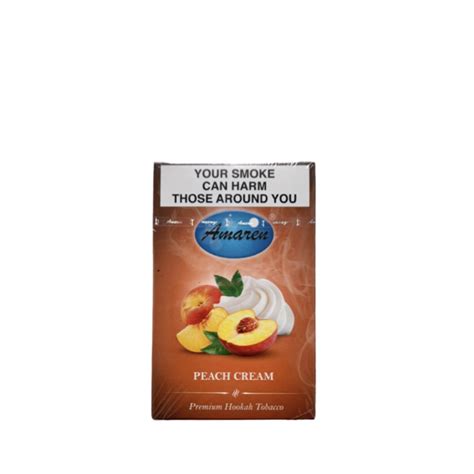 YOUR SMOKE
CAN HARM
THOSE AROUND YOU
Amaren
PEACH CREAM
Premium Hookah Tobacco